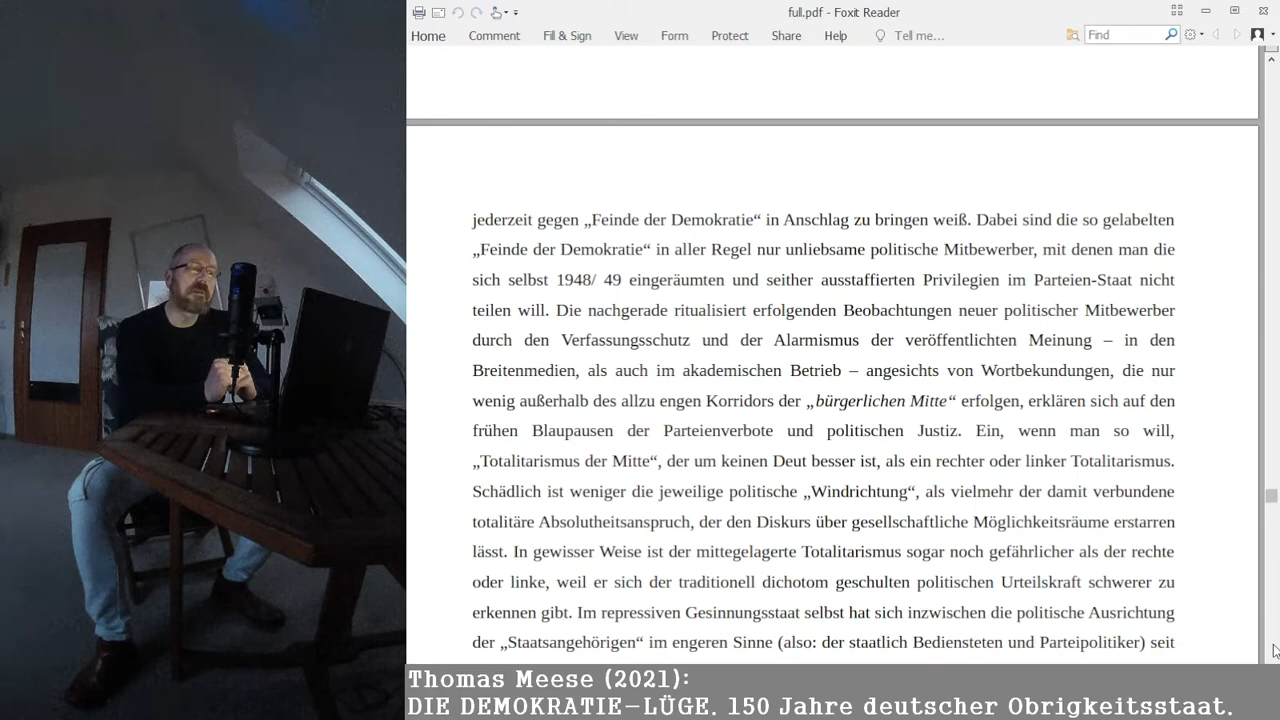 full.pdf - Foxit Reader
Home Comment Fill & Sign View Form Protect Share Help Tell me… Find
jederzeit gegen „Feinde der Demokratie“ in Anschlag zu bringen weiß. Dabei sind die so gelabelten
„Feinde der Demokratie“ in aller Regel nur unliebsame politische Mitbewerber, mit denen man die
sich selbst 1948/ 49 eingeräumten und seither ausstaffierten Privilegien im Parteien-Staat nicht
teilen will. Die nachgerade ritualisiert erfolgenden Beobachtungen neuer politischer Mitbewerber
durch den Verfassungsschutz und der Alarmismus der veröffentlichten Meinung – in den
Breitenmedien, als auch im akademischen Betrieb – angesichts von Wortbekundungen, die nur
wenig außerhalb des allzu engen Korridors der „bürgerlichen Mitte“ erfolgen, erklären sich auf den
frühen Blaupausen der Parteienverbote und politischen Justiz. Ein, wenn man so will,
„Totalitarismus der Mitte“, der um keinen Deut besser ist, als ein rechter oder linker Totalitarismus.
Schädlich ist weniger die jeweilige politische „Windrichtung“, als vielmehr der damit verbundene
totalitäre Absolutheitsanspruch, der den Diskurs über gesellschaftliche Möglichkeitsräume erstarren
lässt. In gewisser Weise ist der mittegelagerte Totalitarismus sogar noch gefährlicher als der rechte
oder linke, weil er sich der traditionell dichotom geschulten politischen Urteilskraft schwerer zu
erkennen gibt. Im repressiven Gesinnungsstaat selbst hat sich inzwischen die politische Ausrichtung
der „Staatsangehörigen“ im engeren Sinne (also: der staatlich Bediensteten und Parteipolitiker) seit
Thomas Meese (2021):
DIE DEMOKRATIE-LÜGE. 150 Jahre deutscher Obrigkeitsstaat.